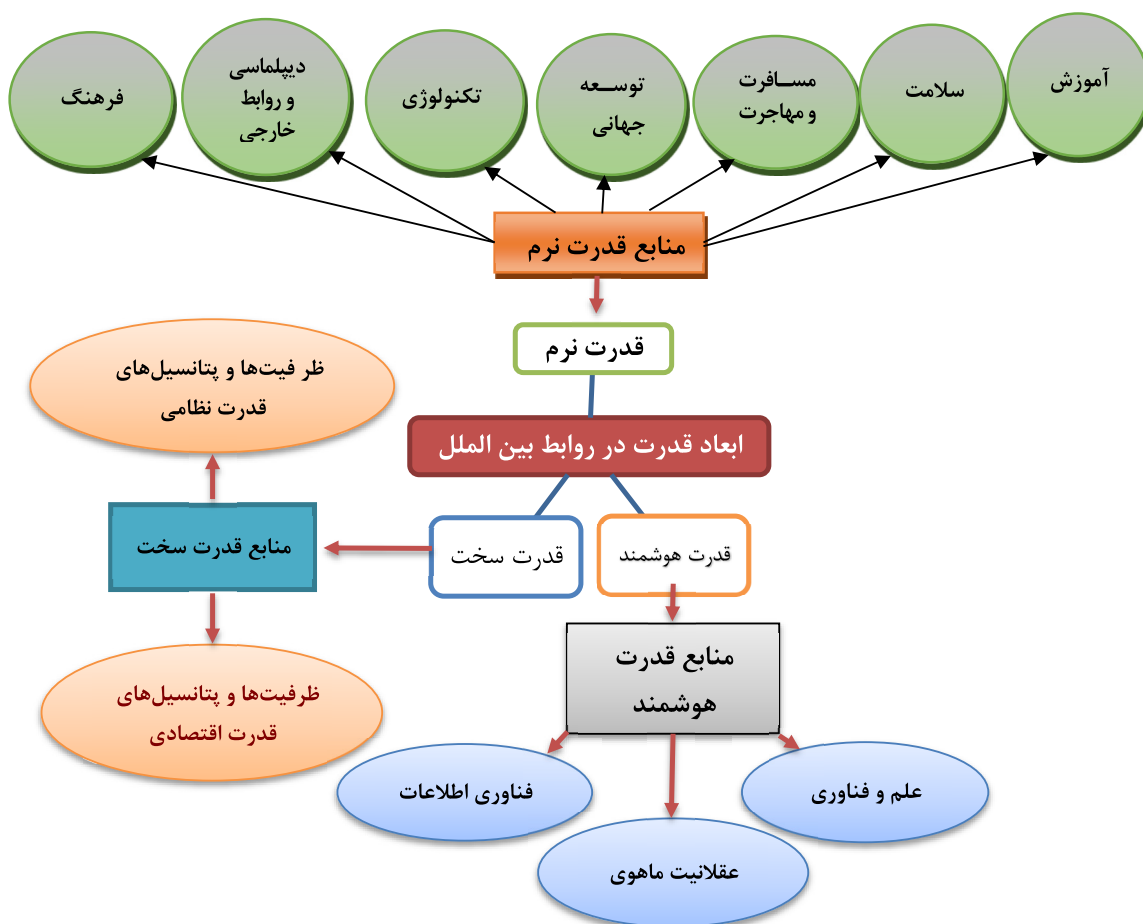 آموزش
سلامت
مســافرت
و مهاجرت
توســعه
جهانی
تکنولوژی
دیپلماسی
و روابط
خارجی
فرهنگ
منابع قدرت نرم
قدرت نرم
ابعاد قدرت در روابط بین الملل
قدرت هوشمند
قدرت سخت
منابع قدرت سخت
ظر فیت‌ها و پتانسیل‌های
قدرت نظامی
ظرفیت‌ها و پتانسیل‌های
قدرت اقتصادی
منابع قدرت
هوشمند
علم و فناوری
عقلانیت ماهوی
فناوری اطلاعات